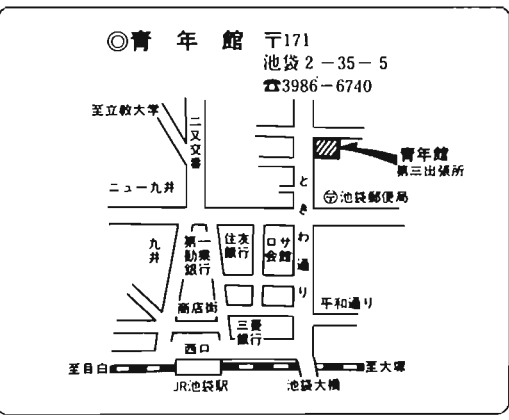 ◎青年館 〒171
池袋2−35−5
☎3986−6740
至立教大学
二又交番
青年館
第三出張所
ときわ通り
ニュー九井
〒池袋郵便局
九井
第一勧業銀行
住友銀行
ロサ会館
商店街
平和通り
三菱銀行
西口
至目白
至大塚
JR池袋駅
池袋大橋